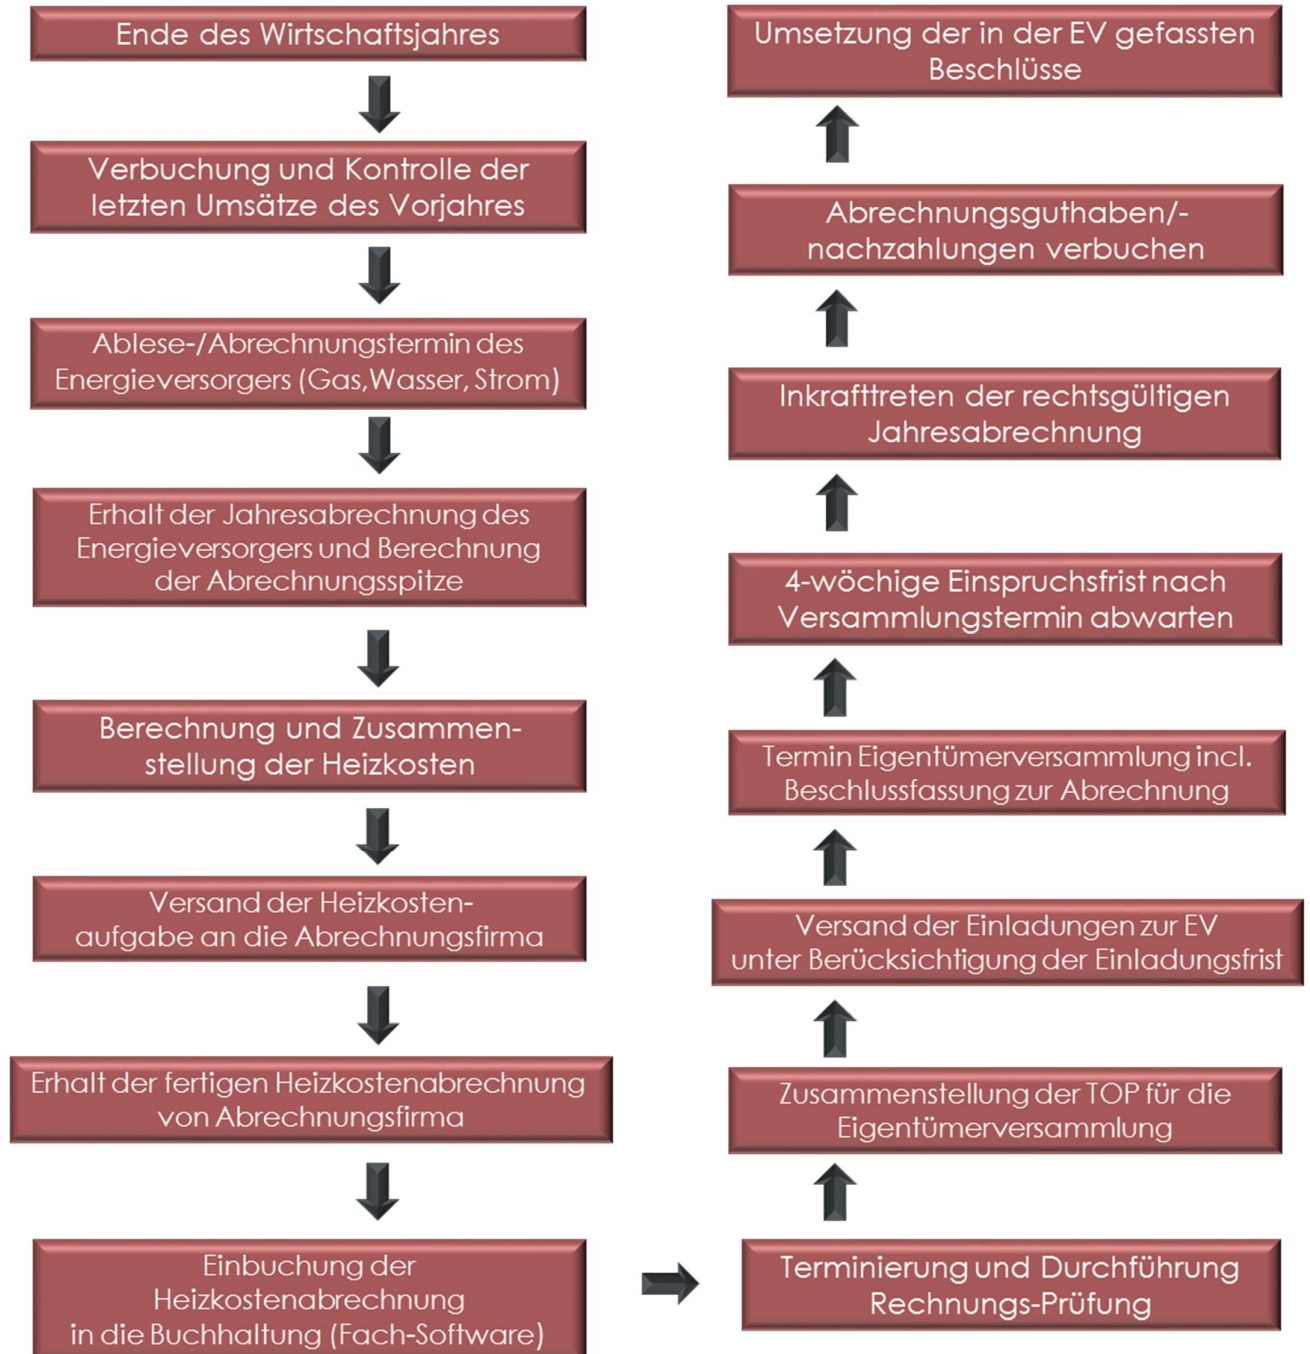 Ende des Wirtschaftsjahres
Verbuchung und Kontrolle der
letzten Umsätze des Vorjahres
Ablese-/Abrechnungstermin des
Energieversorgers (Gas,Wasser, Strom)
Erhalt der Jahresabrechnung des
Energieversorgers und Berechnung
der Abrechnungsspitze
Berechnung und Zusammen-
stellung der Heizkosten
Versand der Heizkosten-
aufgabe an die Abrechnungsfirma
Erhalt der fertigen Heizkostenabrechnung
von Abrechnungsfirma
Einbuchung der
Heizkostenabrechnung
in die Buchhaltung (Fach-Software)
Terminierung und Durchführung
Rechnungs-Prüfung
Zusammenstellung der TOP für die
Eigentümerversammlung
Versand der Einladungen zur EV
unter Berücksichtigung der Einladungsfrist
Termin Eigentümerversammlung incl.
Beschlussfassung zur Abrechnung
4-wöchige Einspruchsfrist nach
Versammlungstermin abwarten
Inkrafttreten der rechtsgültigen
Jahresabrechnung
Abrechnungsguthaben/-
nachzahlungen verbuchen
Umsetzung der in der EV gefassten
Beschlüsse